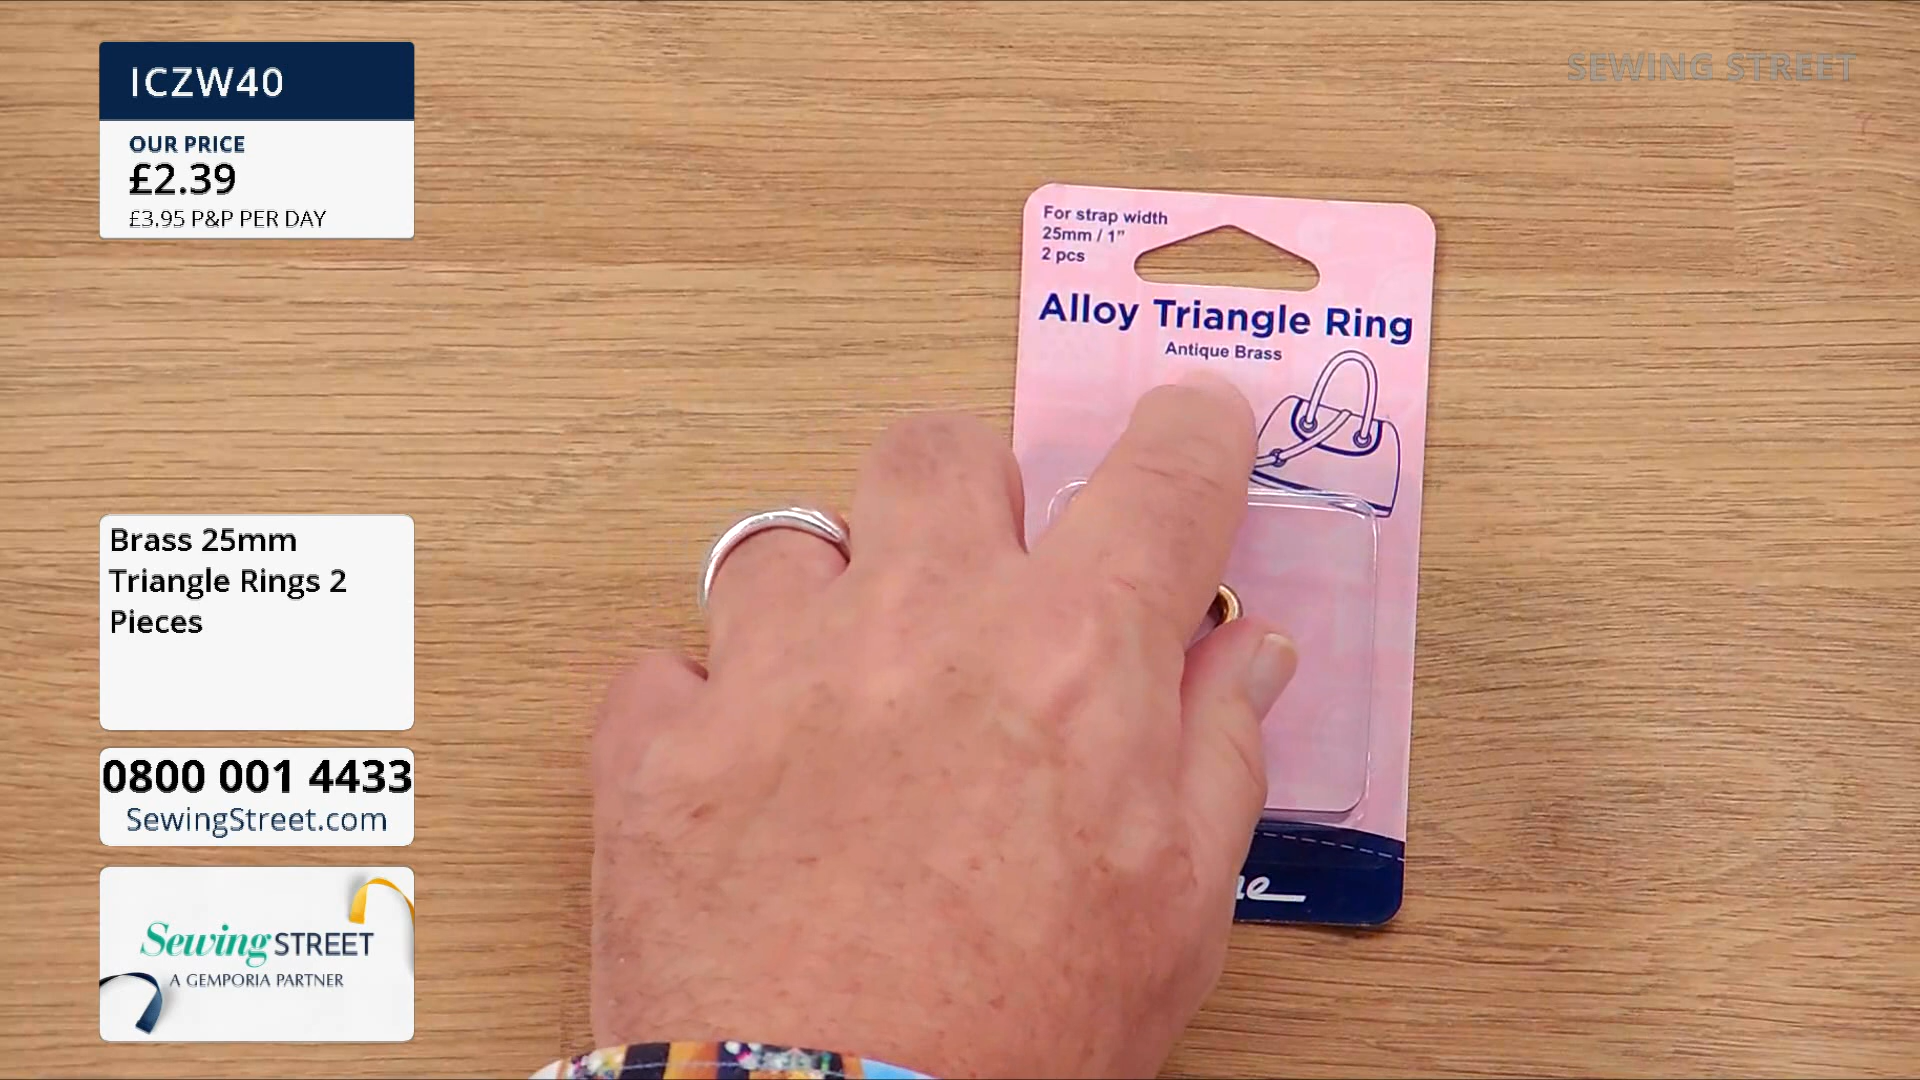 ICZW40
OUR PRICE
£2.39
£3.95 P&P PER DAY
SEWING STREET
For strap width
25mm / 1"
2 pcs
Alloy Triangle Ring
Antique Brass
Brass 25mm
Triangle Rings 2
Pieces
0800 001 4433
SewingStreet.com
Sewing STREET
A GEMPORIA PARTNER